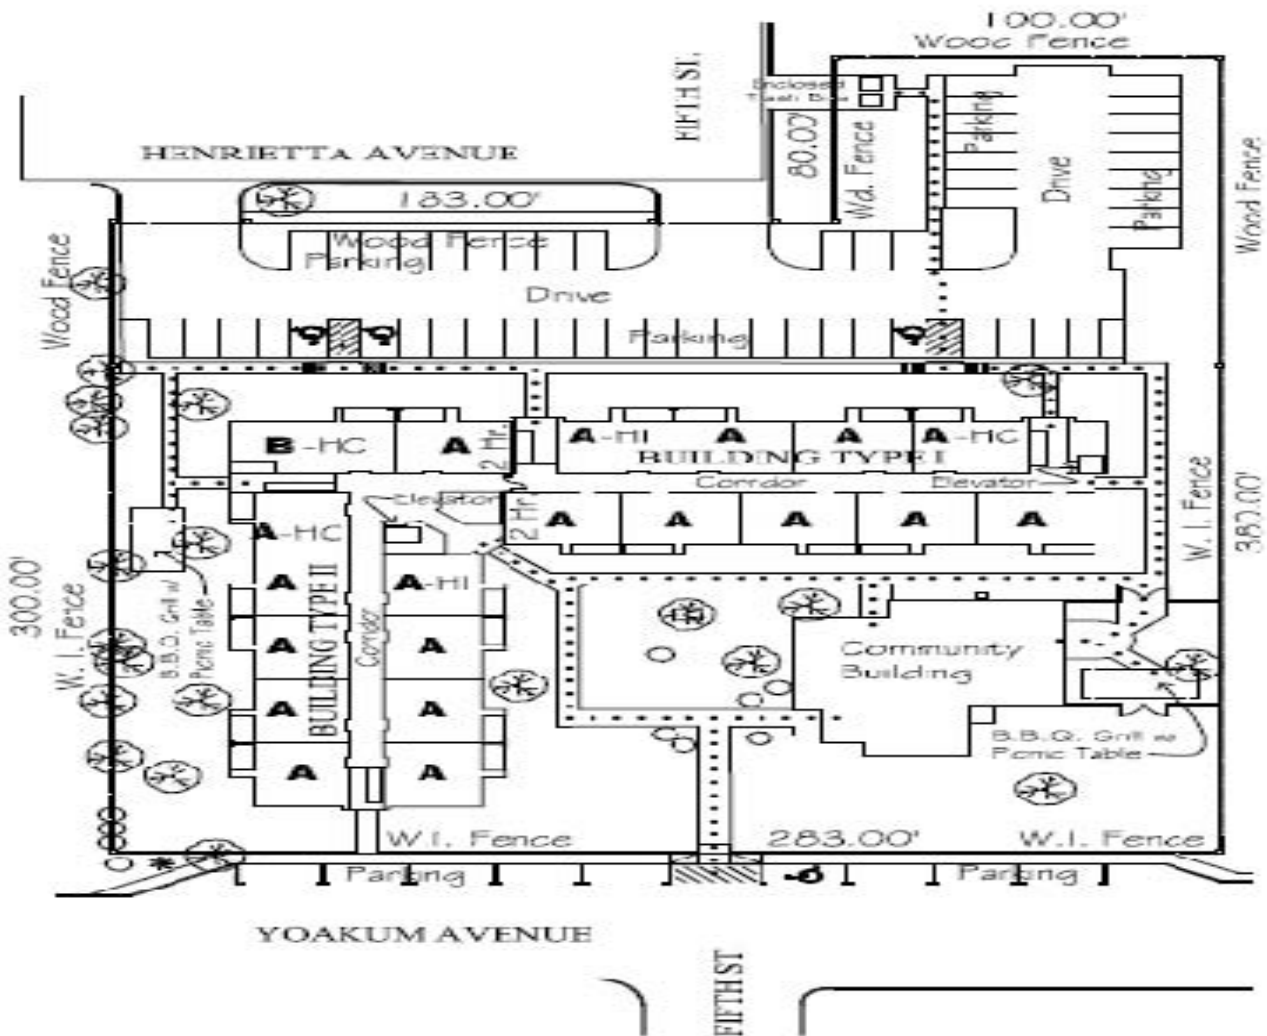 100.00'
Wood Fence
FIFTH ST.
Enclosed
Trash Bins
HENRIETTA AVENUE
80.00'
Wd. Fence
Parking
Drive
Parking
Wood Fence
183.00'
Wood Fence
Parking
Wood Fence
Drive
Parking
B-HC
A
2 Hr.
A-HI
A
A
A-HC
BUILDING TYPE I
Corridor
Elevator
Elevator
2 Hr.
A
A
A
A
A
W. I. Fence
380.00'
A-HC
A
A-HI
BUILDING TYPE II
Corridor
300.00'
W. I. Fence
B.B.Q. Grill w/
Picnic Table
A
A
A
A
A
A
Community
Building
B.B.Q. Grill w/
Picnic Table
W.I. Fence
283.00'
W.I. Fence
Parking
Parking
YOAKUM AVENUE
FIFTH ST